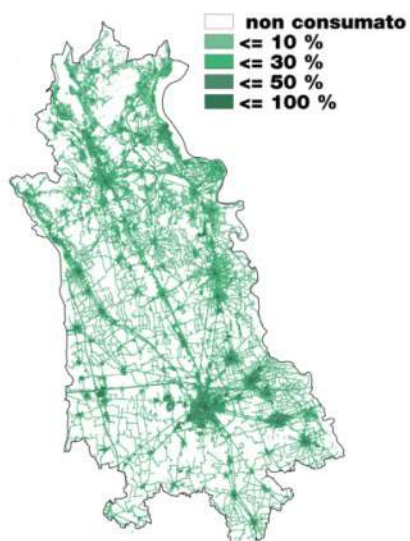 non consumato
<= 10 %
<= 30 %
<= 50 %
<= 100 %